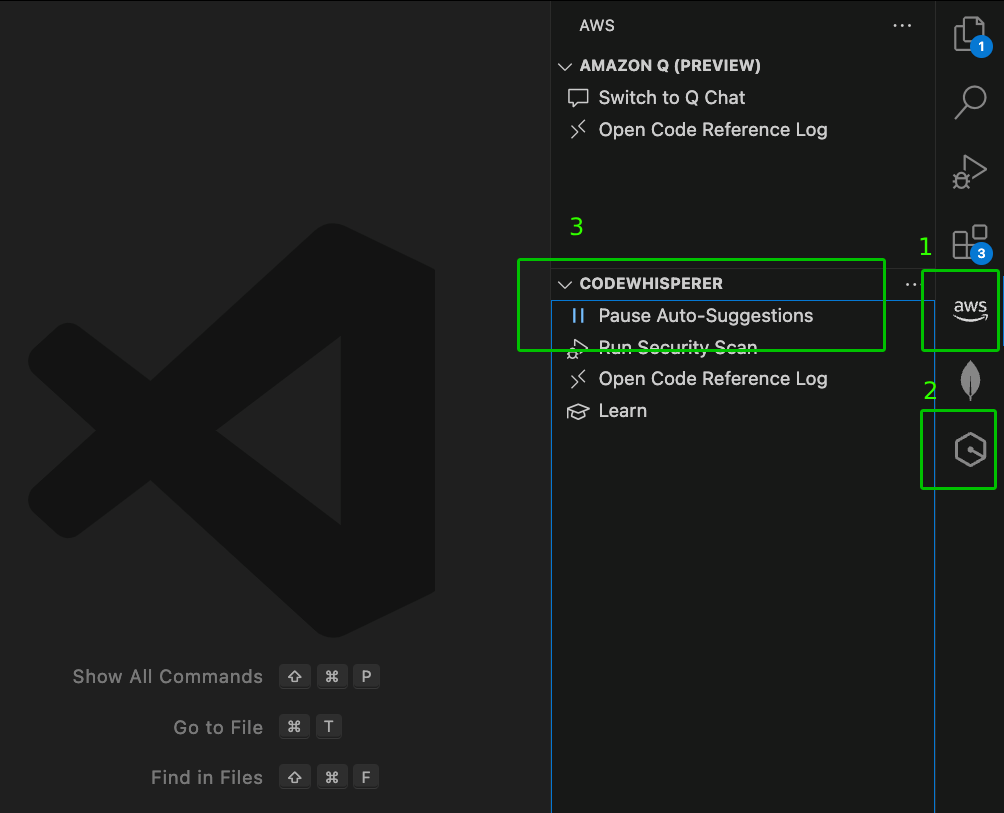 AWS
AMAZON Q (PREVIEW)
Switch to Q Chat
Open Code Reference Log
3
CODEWHISPERER
Pause Auto-Suggestions
Run Security Scan
Open Code Reference Log
Learn
1
1
3
aws
2
Show All Commands ⇧ ⌘ P
Go to File ⌘ T
Find in Files ⇧ ⌘ F